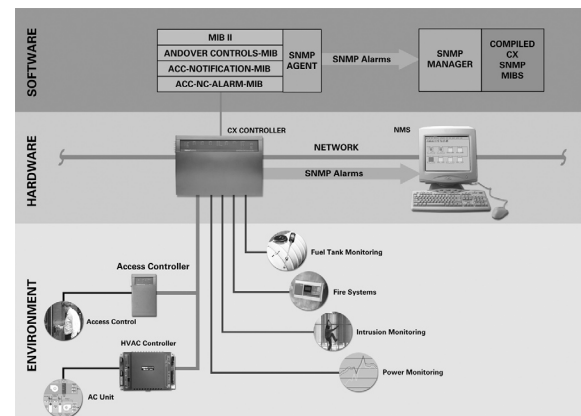 SOFTWARE
MIB II
ANDOVER CONTROLS-MIB
ACC-NOTIFICATION-MIB
ACC-NC-ALARM-MIB
SNMP
AGENT
SNMP Alarms
SNMP
MANAGER
COMPILED
CX
SNMP
MIBS
HARDWARE
CX CONTROLLER
NMS
NETWORK
SNMP Alarms
ENVIRONMENT
Fuel Tank Monitoring
Access Controller
Fire Systems
Access Control
Intrusion Monitoring
HVAC Controller
Power Monitoring
AC Unit